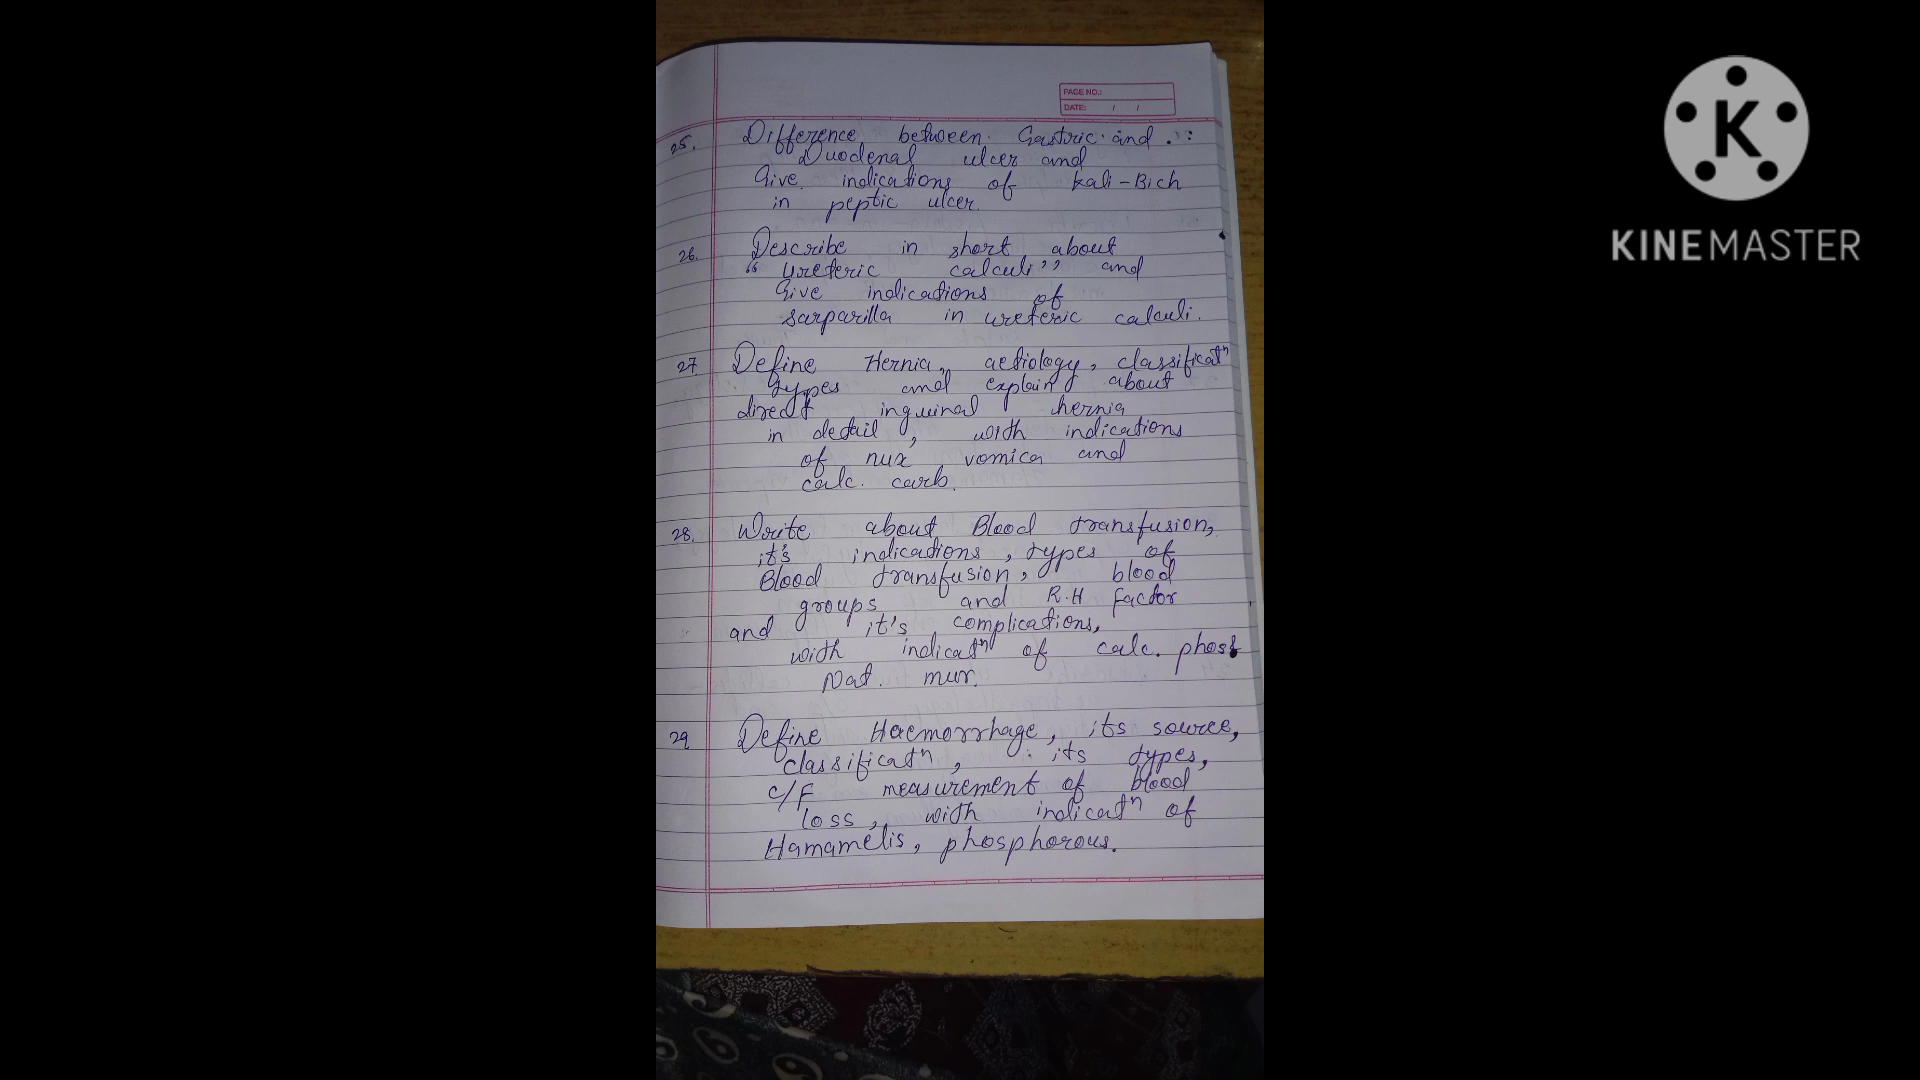 PAGE NO.:
DATE: / /
25. Difference between Gastric and
Duodenal ulcer and
Give indications of kali-Bich
in peptic ulcer.
26. Describe in short about
"Ureteric calculi" and
Give indications of
sarparilla in ureteric calculi.
27. Define Hernia, aetiology, classificatn
types and explain about
direct inguinal hernia
in detail, with indications
of nux vomica and
calc. carb.
28. Write about Blood transfusion,
it's indications, types of
Blood transfusion, blood
groups and R.H factor
and it's complications,
with indicatn of calc. phos
Nat. mur.
29 Define Haemorrhage, its source,
classificatn, its types,
c/F measurement of blood
loss, with indicatn of
Hamamelis, phosphorous.
K
KINEMASTER